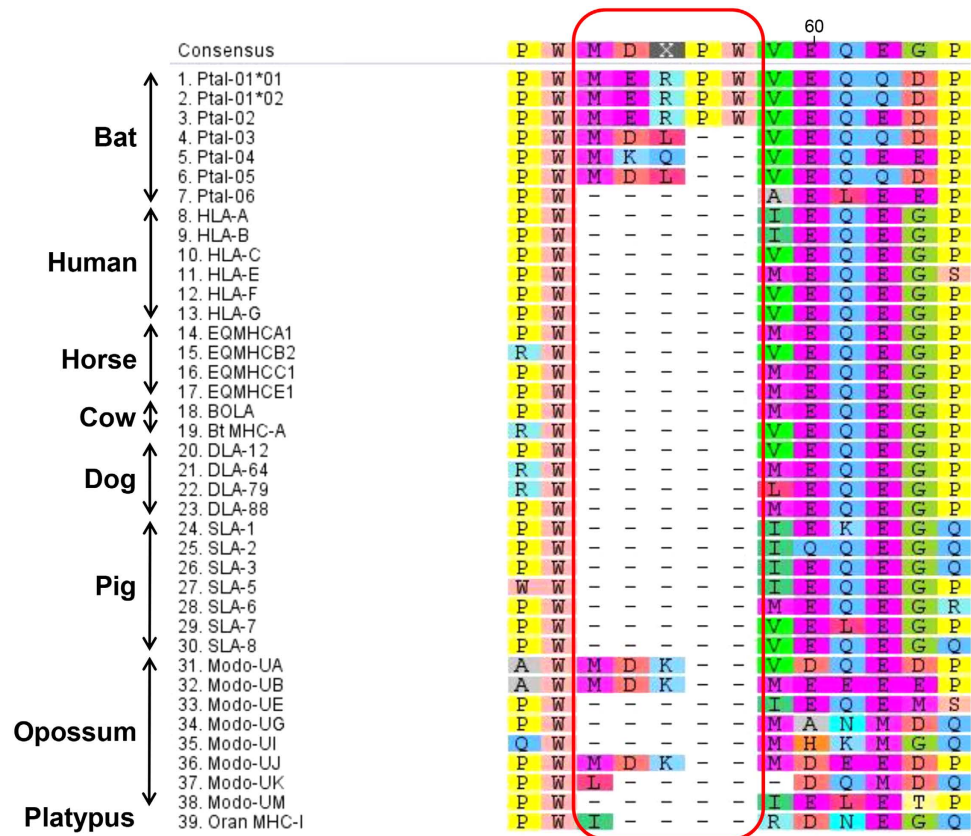 60
Consensus P W M D X P W V E Q E G P
Bat
1. Ptal-01*01 P W M E R P W V E Q Q D P
2. Ptal-01*02 P W M E R P W V E Q Q D P
3. Ptal-02 P W M E R P W V E Q E D P
4. Ptal-03 P W M D L - - V E Q Q D P
5. Ptal-04 P W M K Q - - V E Q E E P
6. Ptal-05 P W M D L - - V E Q Q D P
7. Ptal-06 P W - - - - - A E L E E P
Human
8. HLA-A P W - - - - - I E Q E G P
9. HLA-B P W - - - - - I E Q E G P
10. HLA-C P W - - - - - V E Q E G P
11. HLA-E P W - - - - - M E Q E G S
12. HLA-F P W - - - - - V E Q E G P
13. HLA-G P W - - - - - V E Q E G P
Horse
14. EQMHCA1 P W - - - - - M E Q E G P
15. EQMHCB2 R W - - - - - V E Q E G P
16. EQMHCC1 P W - - - - - M E Q E G P
17. EQMHCE1 P W - - - - - M E Q E G P
Cow
18. BOLA P W - - - - - M E Q E G P
19. Bt MHC-A R W - - - - - V E Q E G P
Dog
20. DLA-12 P W - - - - - V E Q E G P
21. DLA-64 R W - - - - - M E Q E G P
22. DLA-79 R W - - - - - L E Q E G P
23. DLA-88 P W - - - - - M E Q E G P
Pig
24. SLA-1 P W - - - - - I E K E G Q
25. SLA-2 P W - - - - - I Q Q E G Q
26. SLA-3 P W - - - - - I E Q E G Q
27. SLA-5 W W - - - - - I E Q E G P
28. SLA-6 P W - - - - - M E Q E G R
29. SLA-7 P W - - - - - V E L E G P
30. SLA-8 P W - - - - - V E Q E G Q
Opossum
31. Modo-UA A W M D K - - V D Q E D P
32. Modo-UB A W M D K - - M E E E E P
33. Modo-UE P W - - - - - I E Q E M S
34. Modo-UG P W - - - - - M A N M D Q
35. Modo-UI Q W - - - - - M H K M G Q
36. Modo-UJ P W M D K - - M D E E D P
37. Modo-UK P W L - - - - - D Q M D Q
38. Modo-UM P W - - - - - I E L E T P
Platypus
39. Oran MHC-I P W I - - - - R D N E G Q